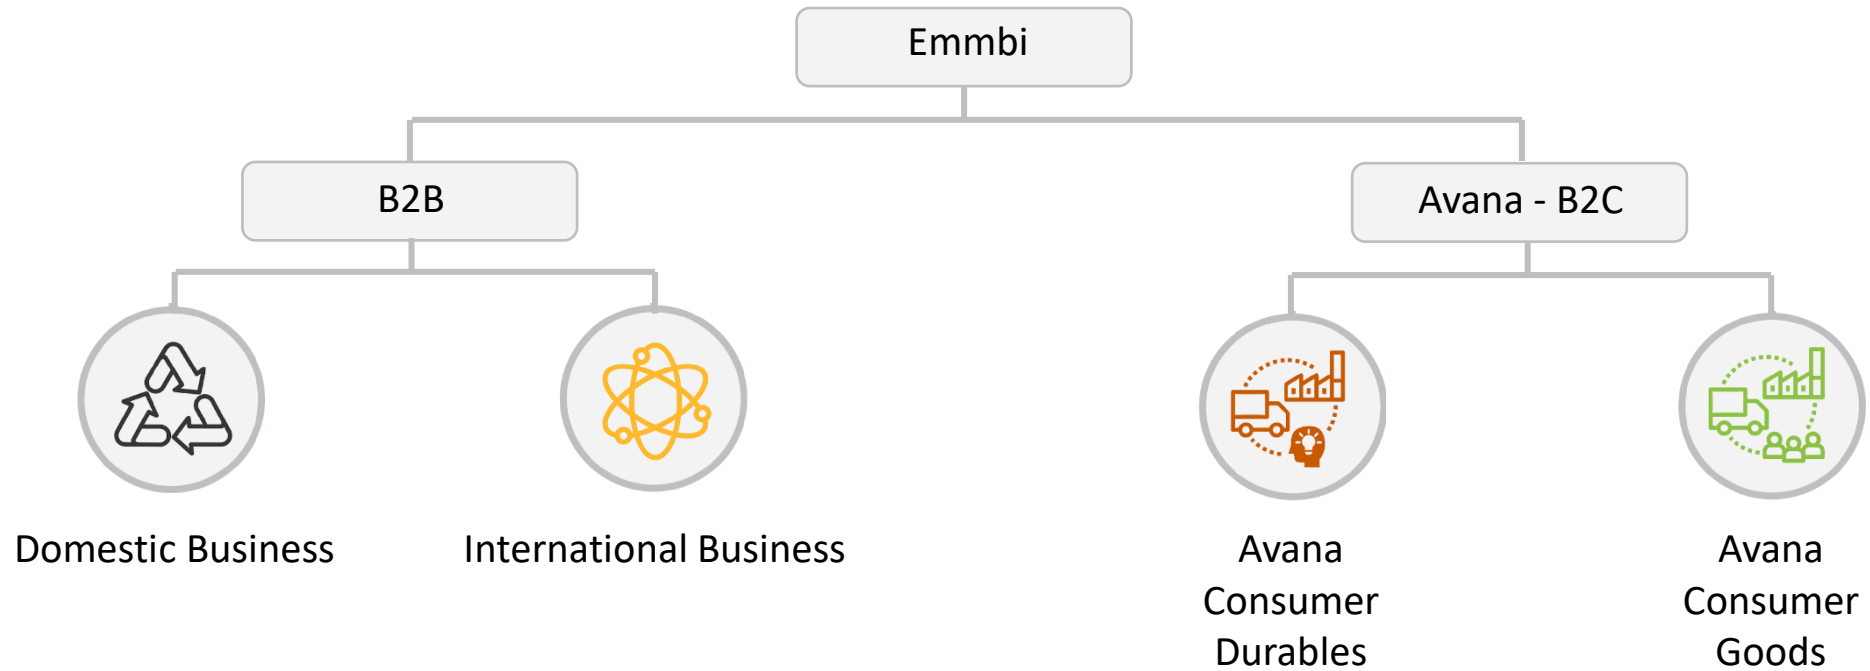 Emmbi
B2B
Avana - B2C
Domestic Business
International Business
Avana
Consumer
Durables
Avana
Consumer
Goods